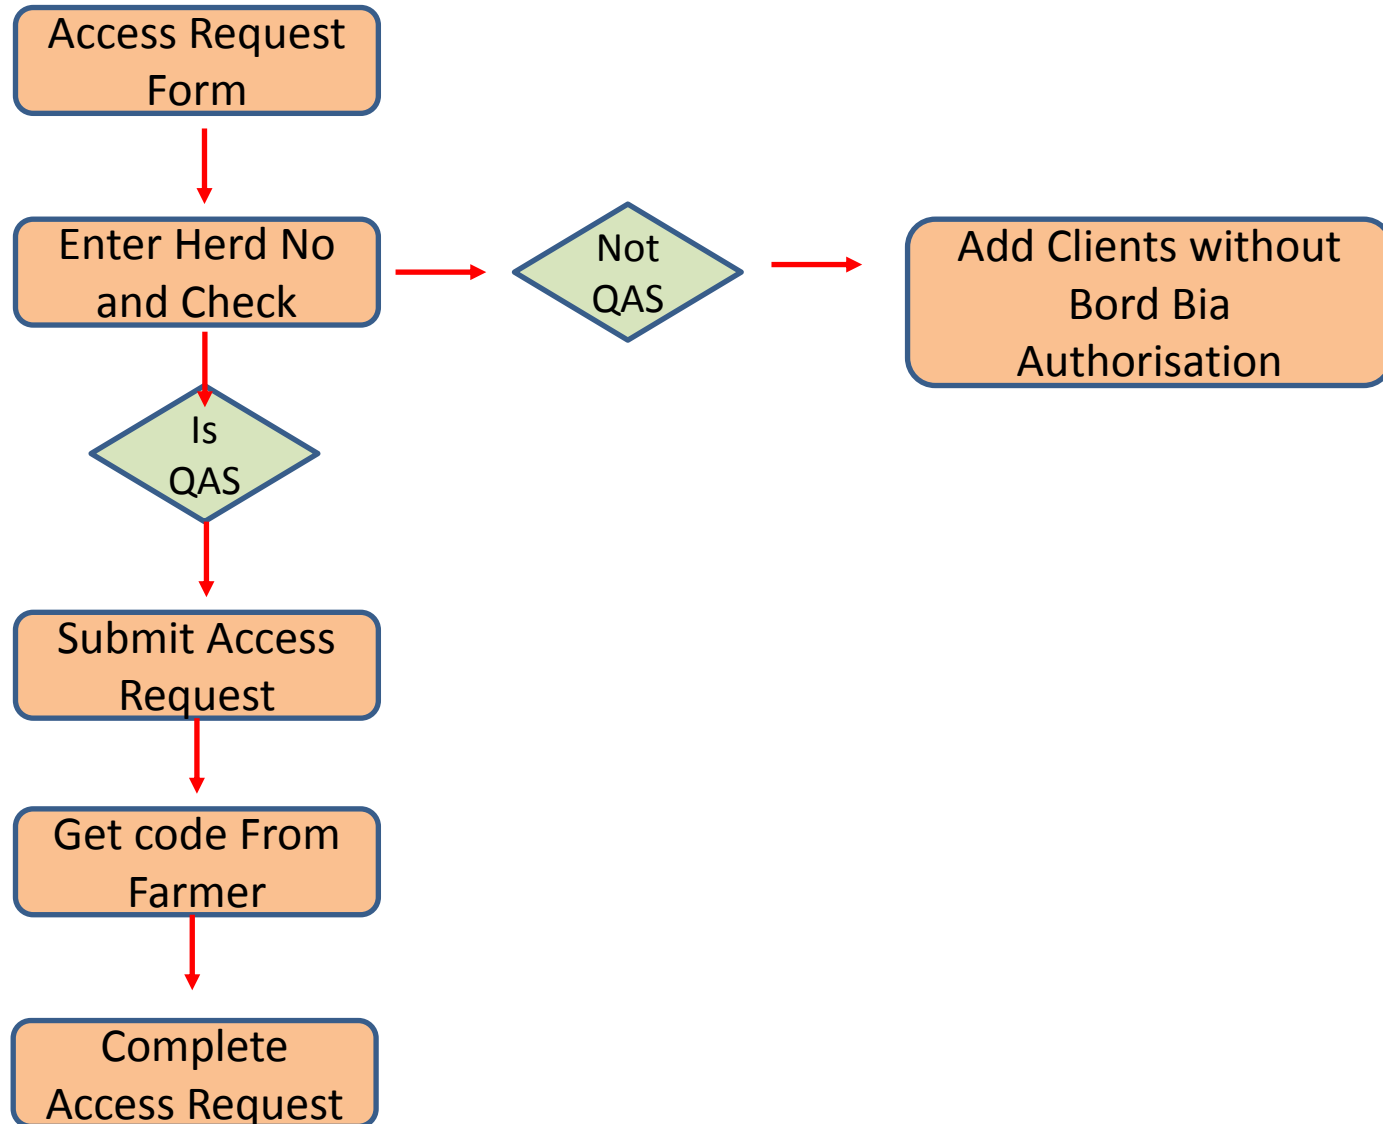 Access Request
Form
Enter Herd No
and Check
Not
QAS
Add Clients without
Bord Bia
Authorisation
Is
QAS
Submit Access
Request
Get code From
Farmer
Complete
Access Request